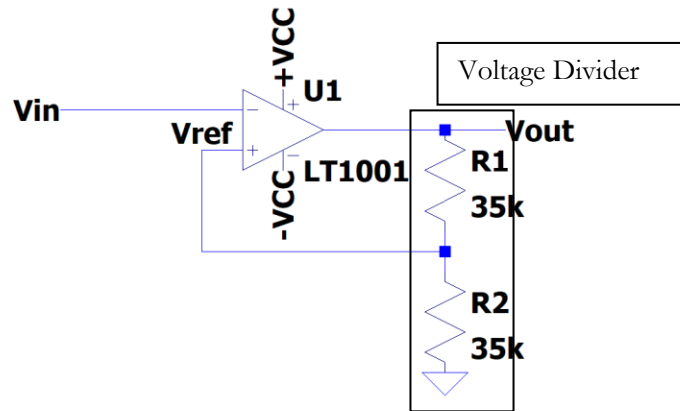 +VCC
Voltage Divider
U1
Vin
Vref
Vout
LT1001
R1
-VCC
35k
R2
35k